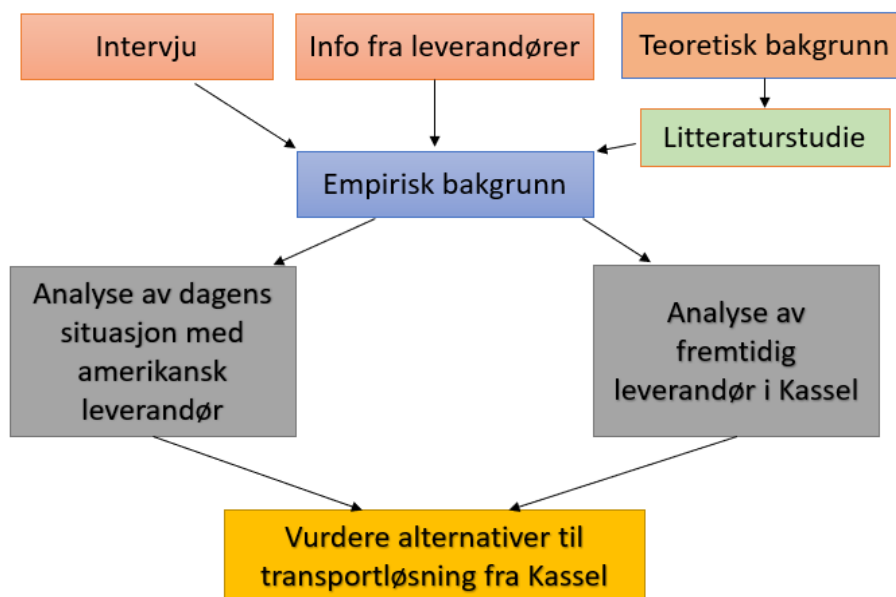 Intervju
Info fra leverandører
Teoretisk bakgrunn
Litteraturstudie
Empirisk bakgrunn
Analyse av dagens
situasjon med
amerikansk
leverandør
Analyse av
fremtidig
leverandør i Kassel
Vurdere alternativer til
transportløsning fra Kassel